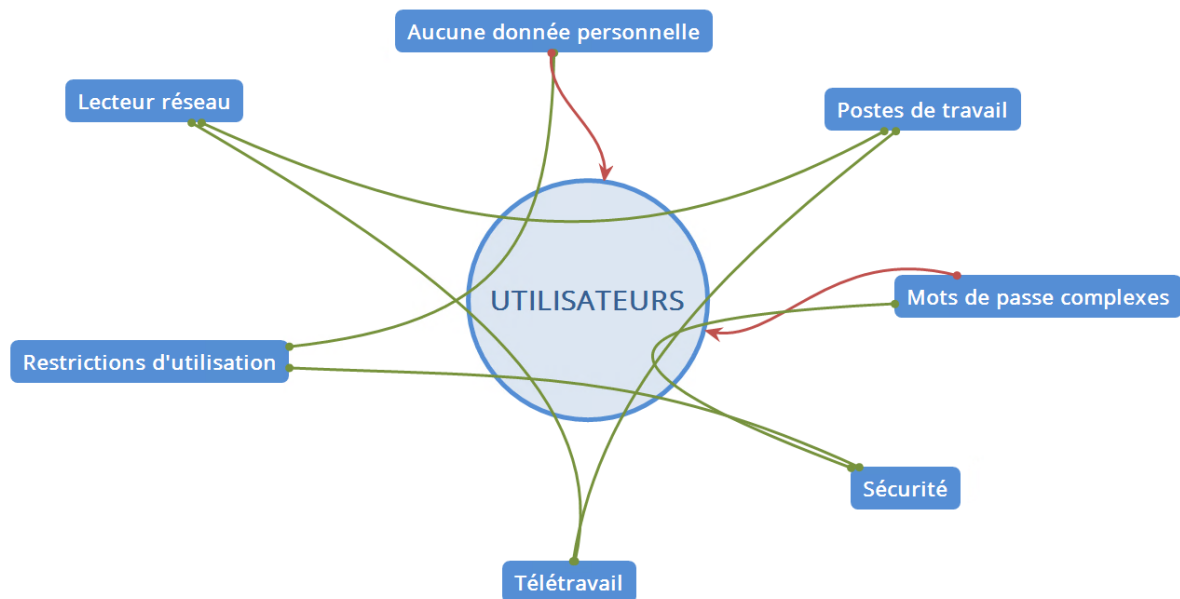 Aucune donnée personnelle
Lecteur réseau
Postes de travail
Mots de passe complexes
UTILISATEURS
Restrictions d'utilisation
Sécurité
Télétravail